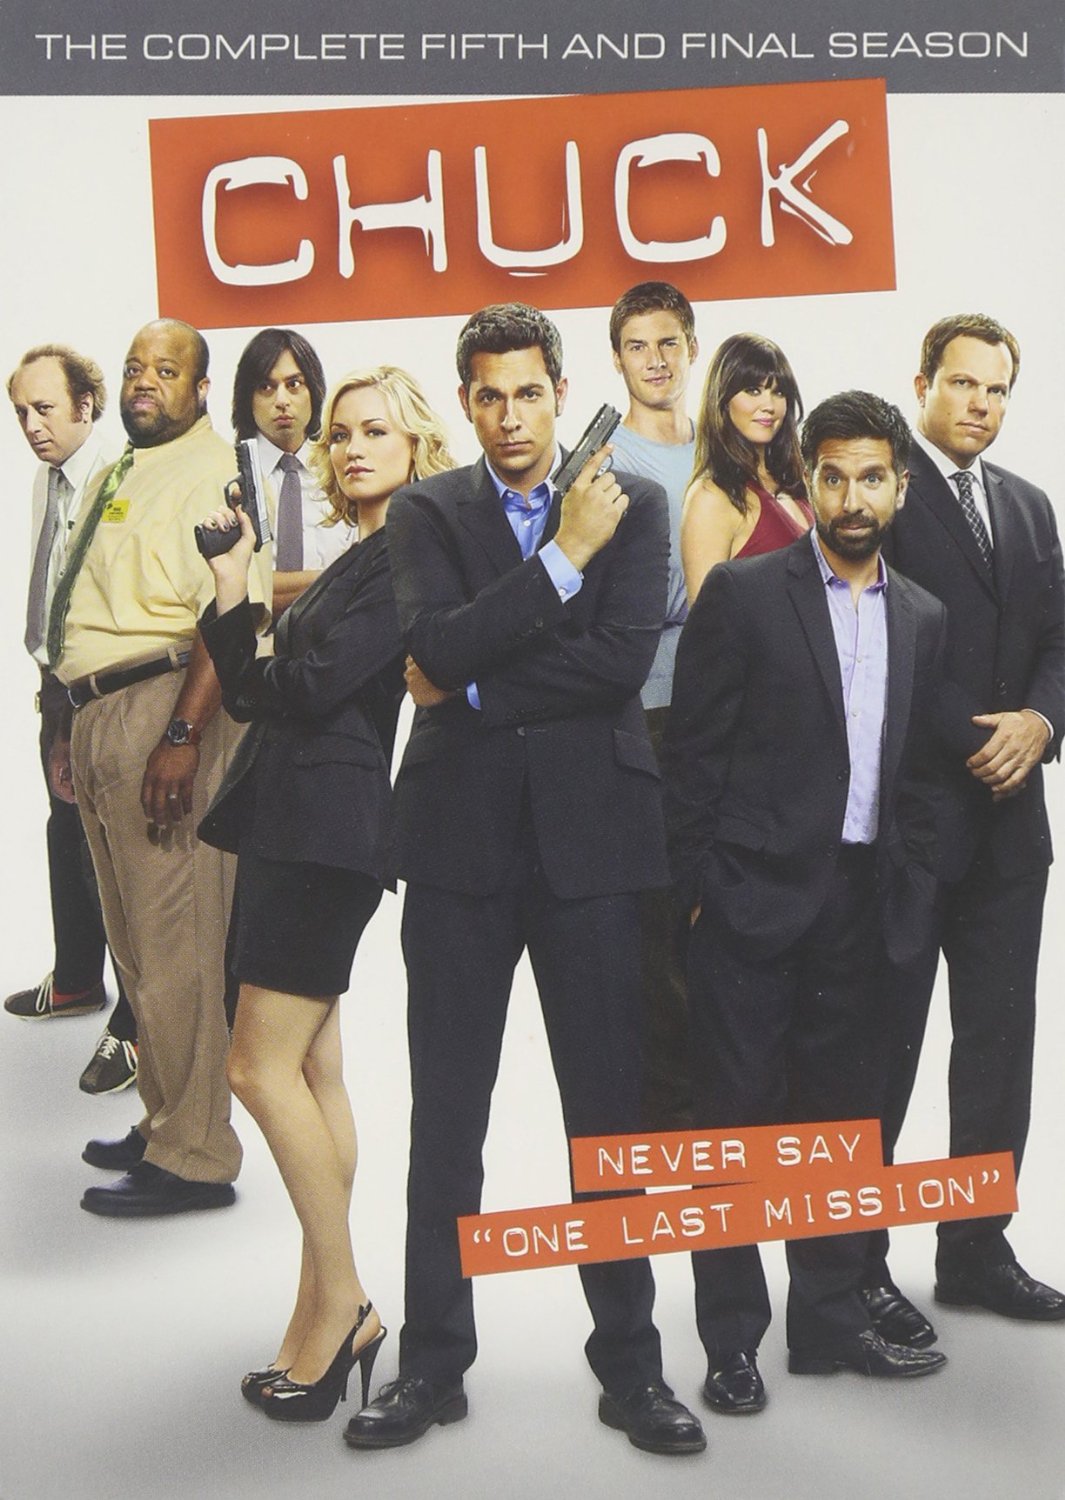 THE COMPLETE FIFTH AND FINAL SEASON
CHUCK
NEVER SAY
“ONE LAST MISSION”